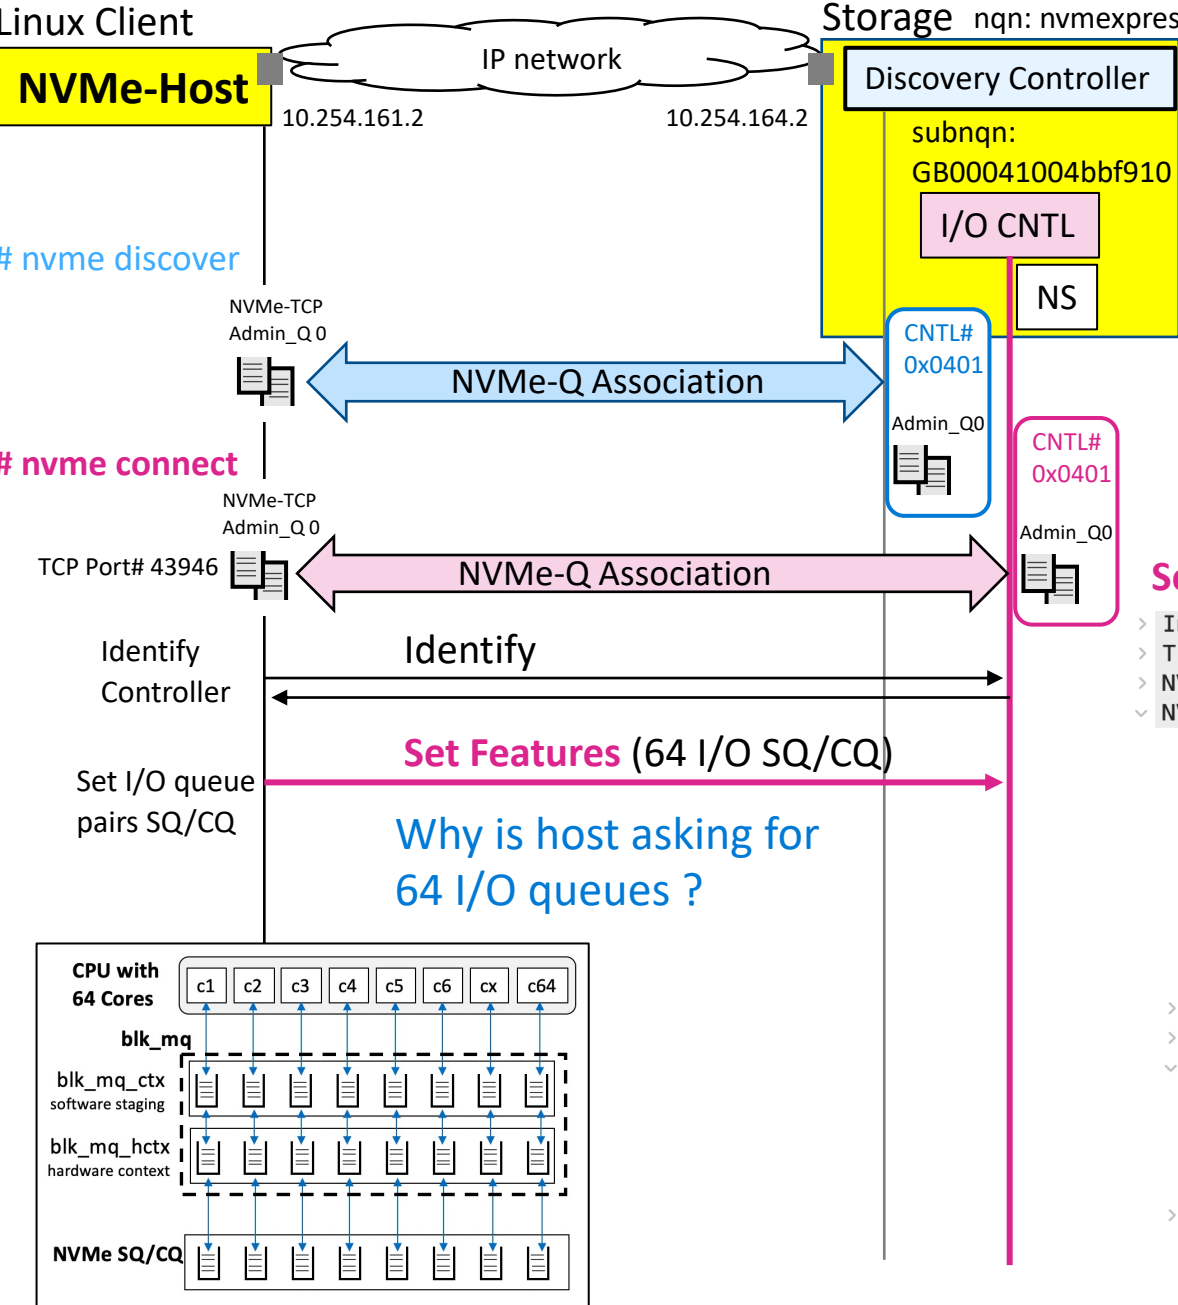 Linux Client
Storage nqn: nvmexpres
NVMe-Host
IP network
Discovery Controller
10.254.161.2
10.254.164.2
subnqn:
GB00041004bbf910
I/O CNTL
NS
# nvme discover
NVMe-TCP
Admin_Q 0
NVMe-Q Association
CNTL#
0x0401
Admin_Q0
# nvme connect
NVMe-TCP
Admin_Q 0
TCP Port# 43946
NVMe-Q Association
CNTL#
0x0401
Admin_Q0
Identify
Controller
Identify
Set Features (64 I/O SQ/CQ)
Set I/O queue
pairs SQ/CQ
Why is host asking for
64 I/O queues ?
CPU with
64 Cores
c1 c2 c3 c4 c5 c6 cx c64
blk_mq
blk_mq_ctx
software staging
blk_mq_hctx
hardware context
NVMe SQ/CQ